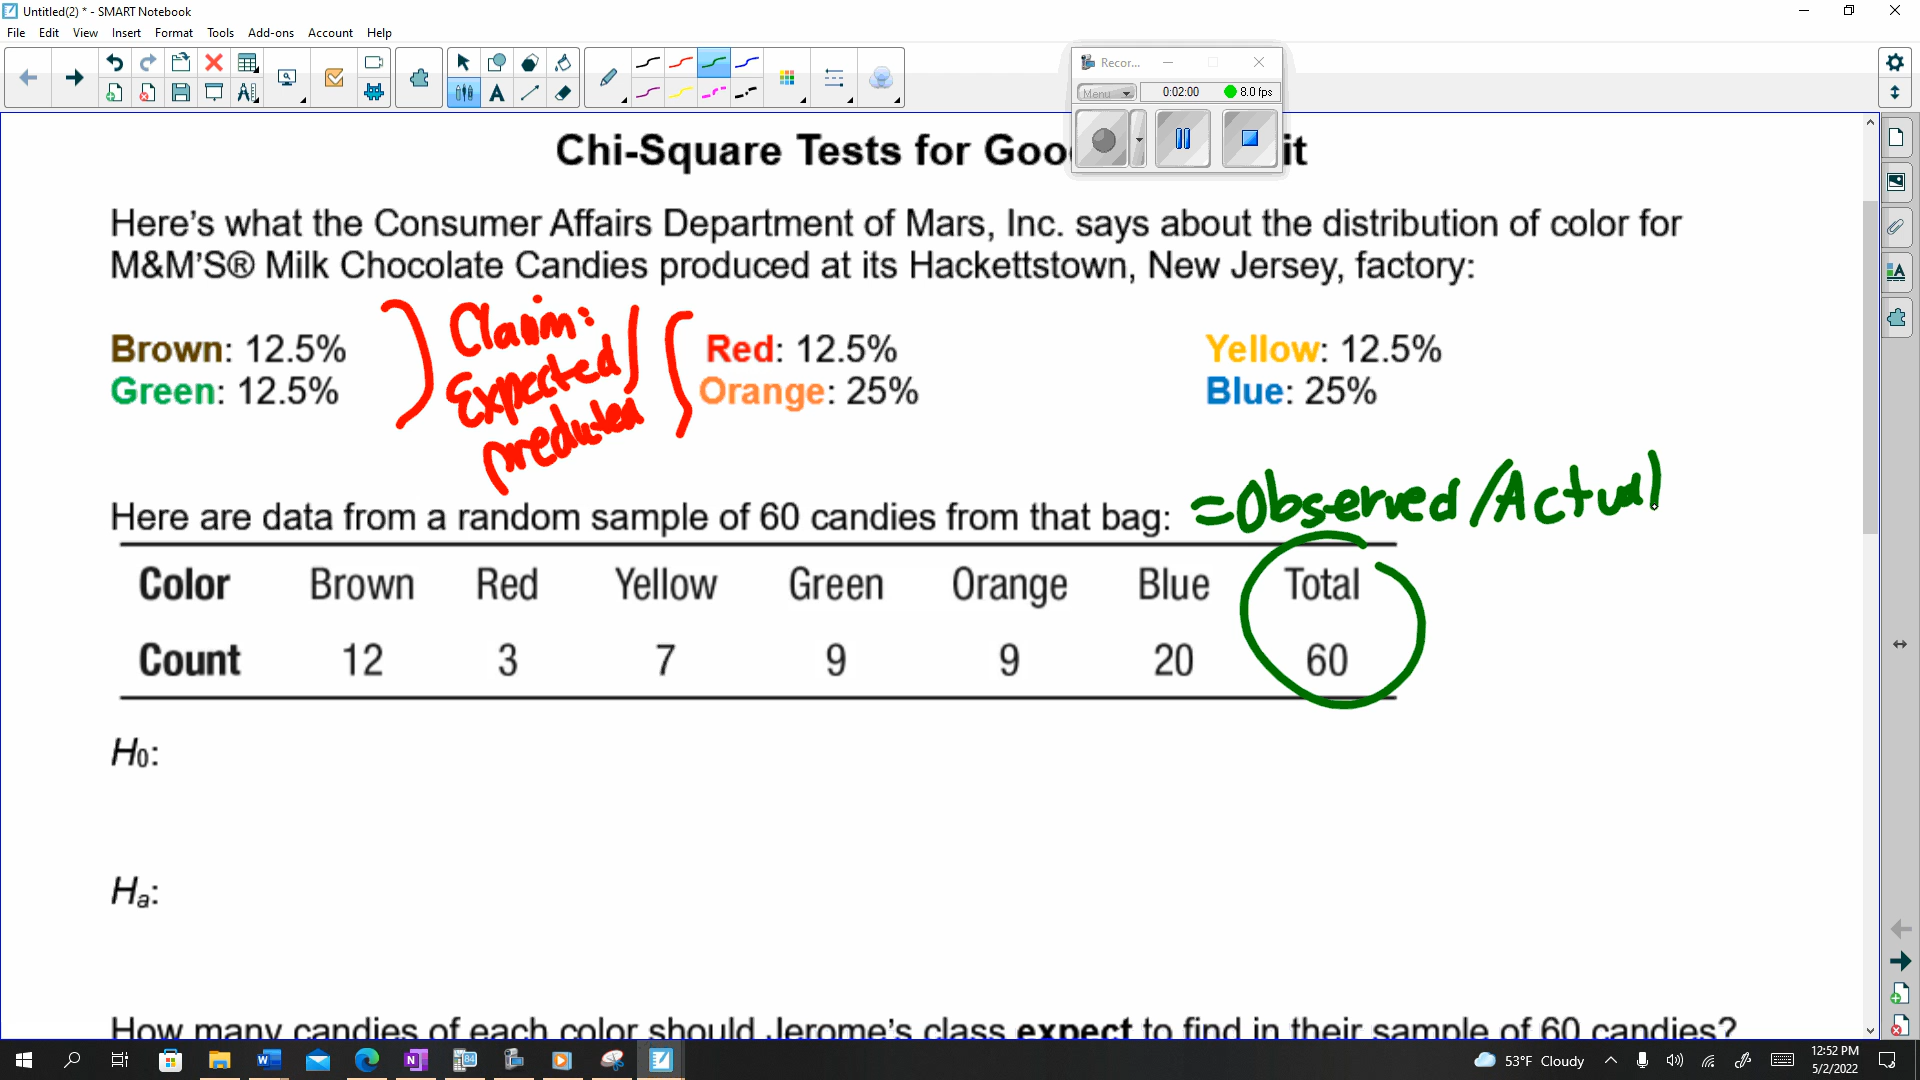 Untitled(2) * - SMART Notebook
File Edit View Insert Format Tools Add-ons Account Help
Recor...
Menu 0:02:00 8.0 fps
Chi-Square Tests for Goo it
Here's what the Consumer Affairs Department of Mars, Inc. says about the distribution of color for
M&M'S® Milk Chocolate Candies produced at its Hackettstown, New Jersey, factory:
Brown: 12.5% Red: 12.5% Yellow: 12.5%
Green: 12.5% Orange: 25% Blue: 25%
Claim:
Expected/
Here are data from a random sample of 60 candies from that bag: =Observed/Actual
Color Brown Red Yellow Green Orange Blue Total
Count 12 3 7 9 9 20 60
H0:
Ha:
How many candies of each color should Jerome's class expect to find in their sample of 60 candies?
53°F Cloudy
12:52 PM
5/2/2022